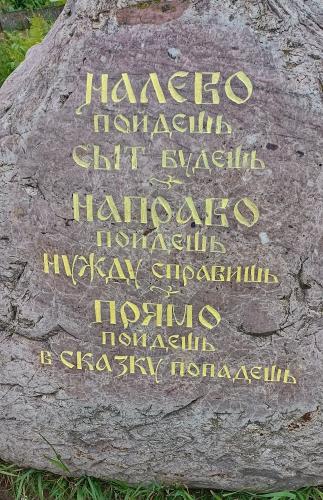 НАЛЕВО
ПОЙДЕШЬ
СЫТ БУДЕШЬ
НАПРАВО
ПОЙДЕШЬ
НУЖДУ СПРАВИШЬ
ПРЯМО
ПОЙДЕШЬ
В СКАЗКУ ПОПАДЕШЬ